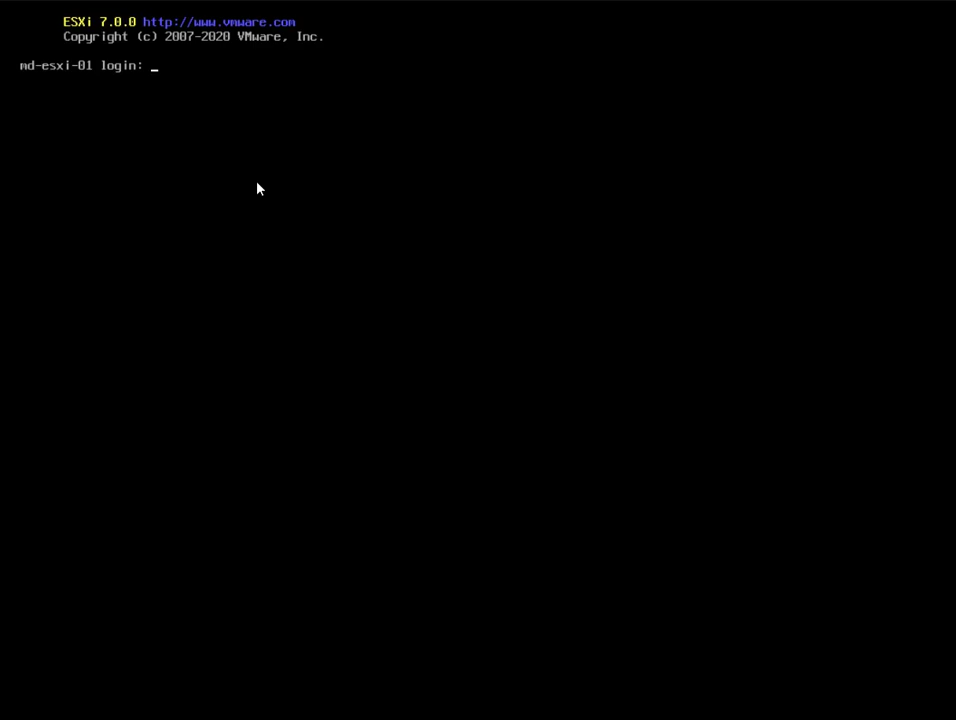 ESXi 7.0.0 http://www.vmware.com
Copyright (c) 2007-2020 VMware, Inc.
md-esxi-01 login: _